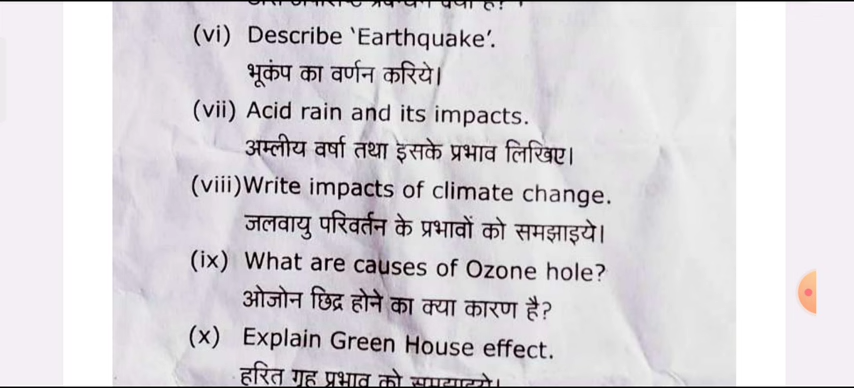 (vi) Describe 'Earthquake'.
भूकंप का वर्णन करिये।
(vii) Acid rain and its impacts.
अम्लीय वर्षा तथा इसके प्रभाव लिखिए।
(viii)Write impacts of climate change.
जलवायु परिवर्तन के प्रभावों को समझाइये।
(ix) What are causes of Ozone hole?
ओजोन छिद्र होने का क्या कारण है?
(x) Explain Green House effect.
हरित गृह प्रभाव को समझाइये।